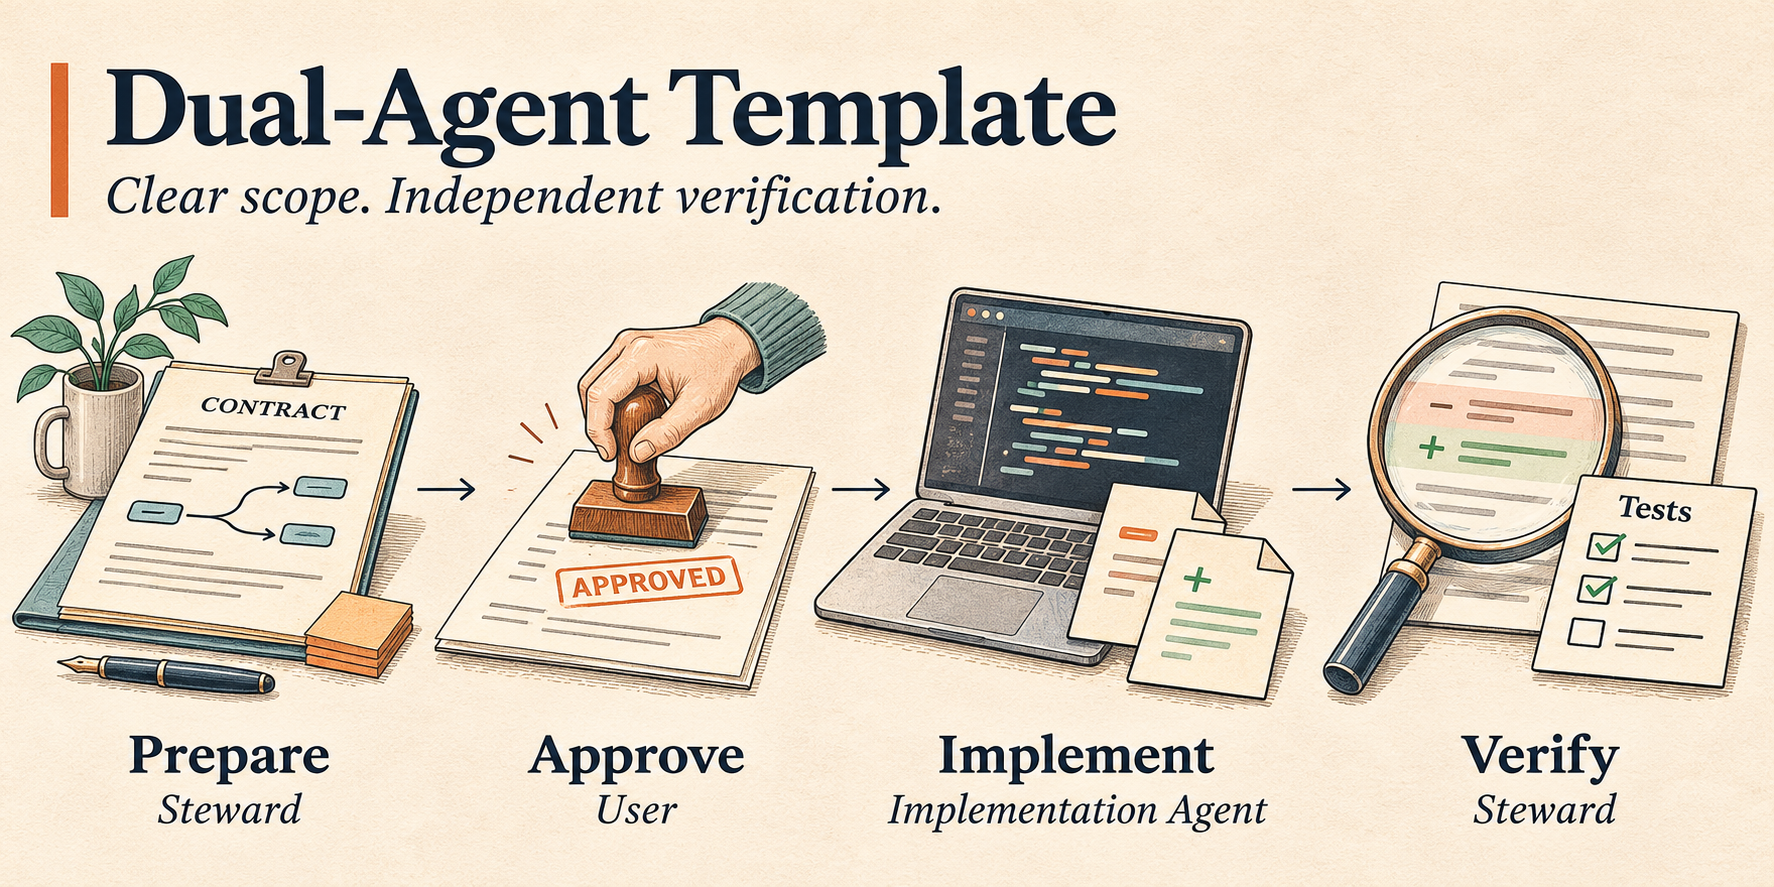 Dual-Agent Template
Clear scope. Independent verification.
CONTRACT
APPROVED
Tests
Prepare
Steward
Approve
User
Implement
Implementation Agent
Verify
Steward